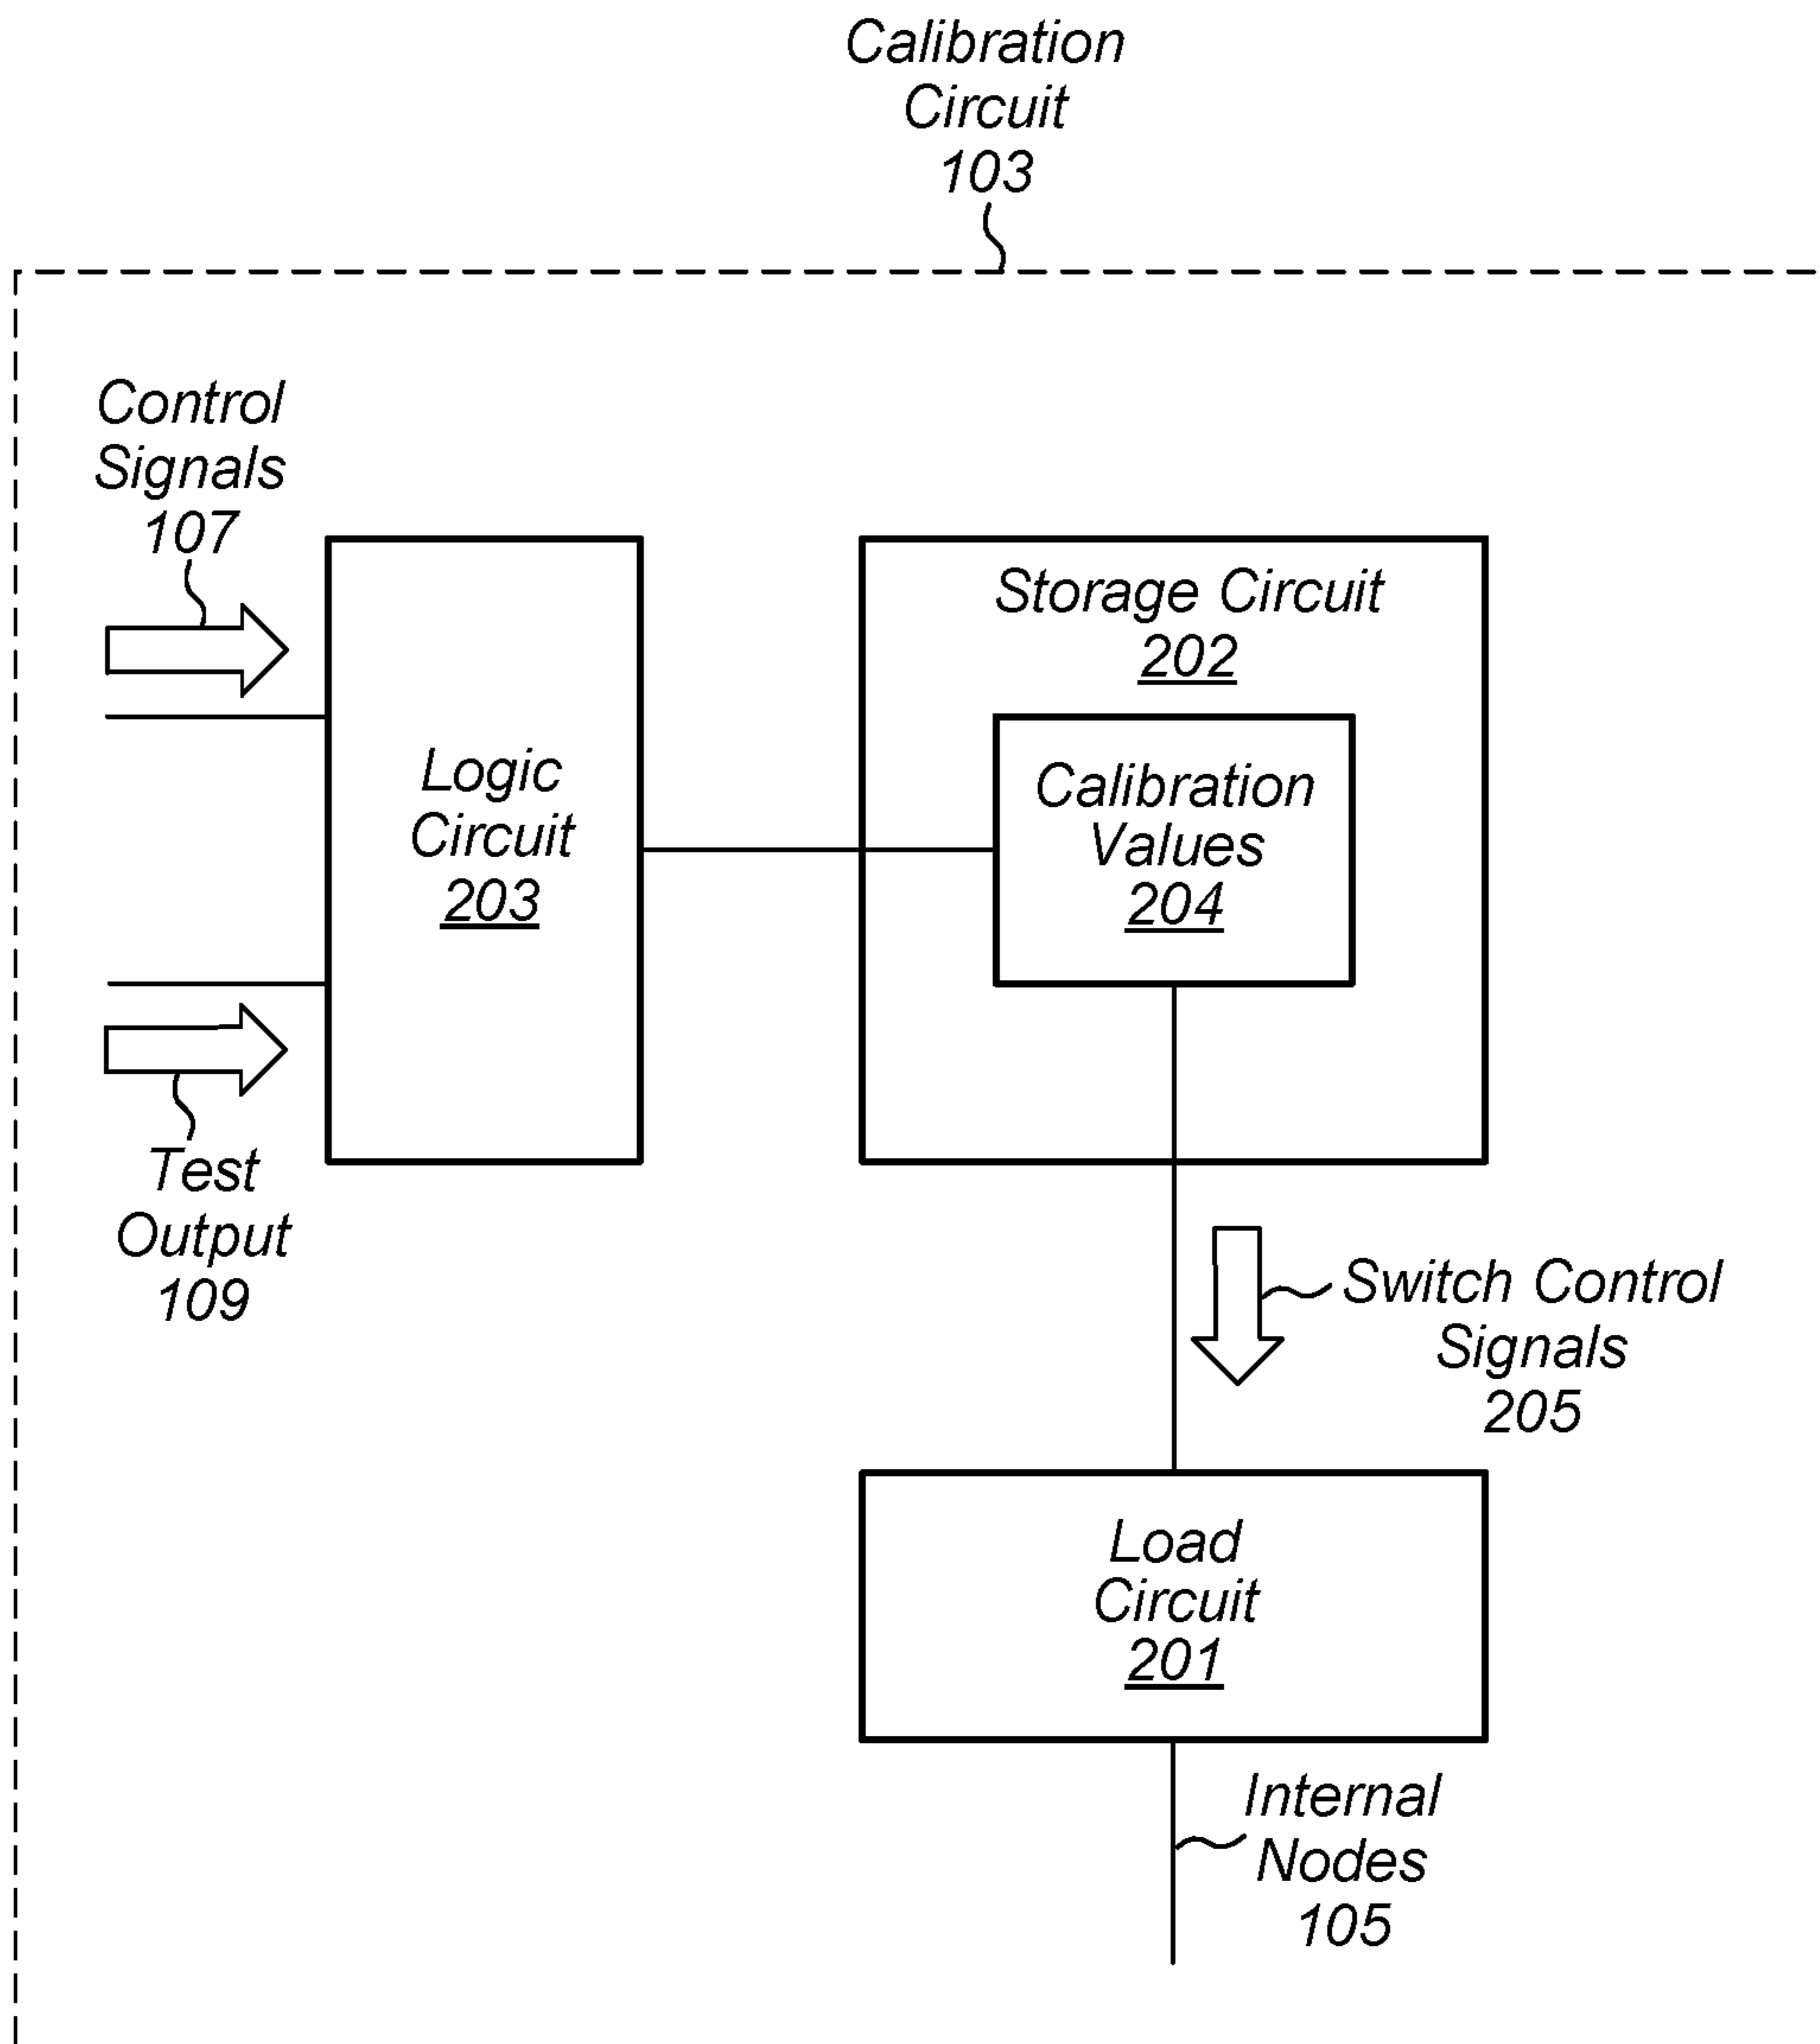 Calibration
Circuit
103
Control
Signals
107
Logic
Circuit
203
Storage Circuit
202
Calibration
Values
204
Test
Output
109
Switch Control
Signals
205
Load
Circuit
201
Internal
Nodes
105